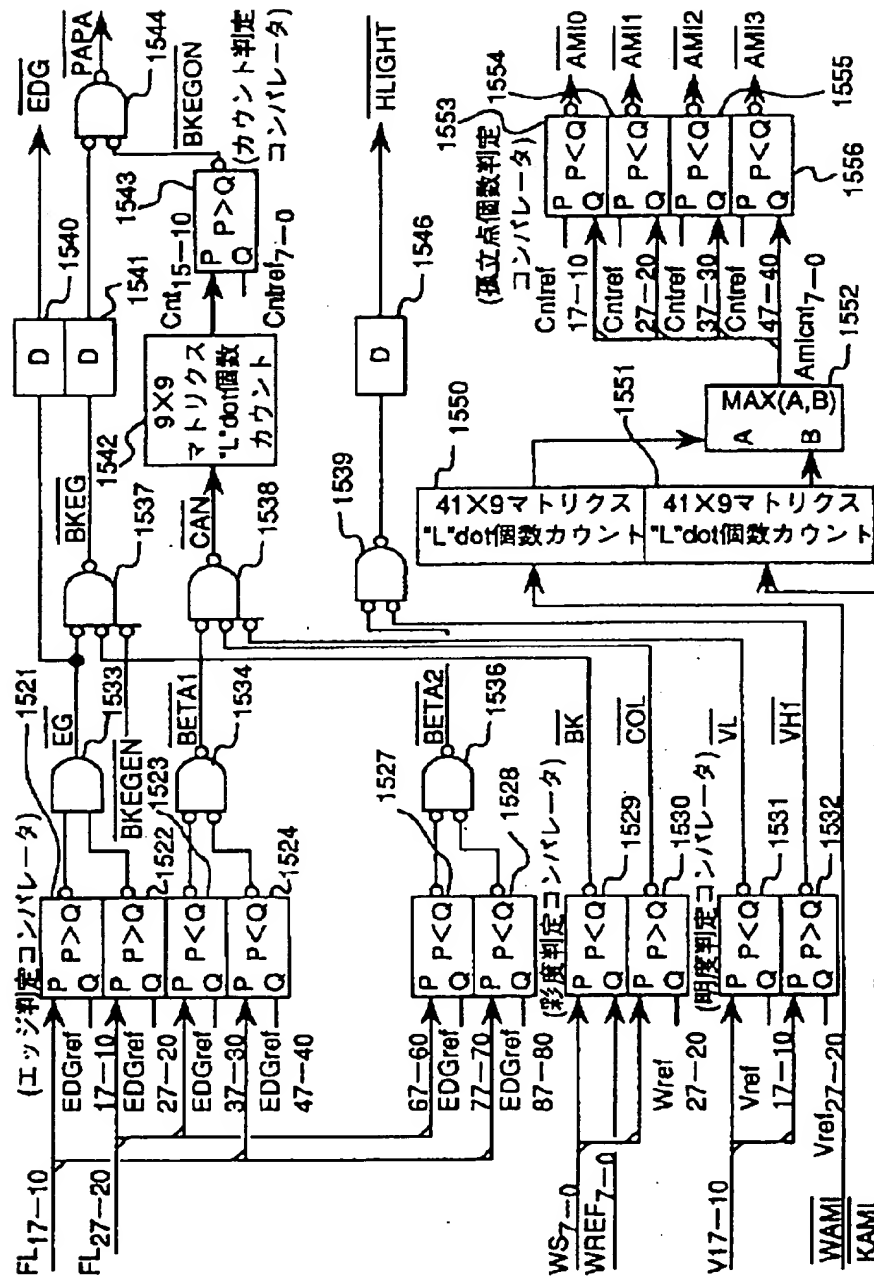 EDG
PAPA
1544
1540
D
1541
D
BKEGON
1543
(カウント判定
コンパレータ)
Cnt15−10
P
P>Q
Q
Cntref7−0
1542
9×9
マトリクス
"L"dot個数
カウント
BKEG
1537
CAN
1538
HLIGHT
1546
D
1539
1521
EG
1533
BKEGEN
1523
BETA1
1534
(エッジ判定コンパレータ)
P
P>Q
Q
P
P>Q
Q
1522
P
P<Q
Q
P
P<Q
Q
1524
FL17−10
FL27−20
EDGref
17−10
EDGref
27−20
EDGref
37−30
EDGref
47−40
BETA2
1536
1527
P
P<Q
Q
P
P<Q
Q
1528
67−60
EDGref
77−70
EDGref
87−80
(彩度判定コンパレータ)
BK
P
P<Q
Q
1529
COL
P
P>Q
Q
1530
WS7−0
WREF7−0
Wref
27−20
(明度判定コンパレータ)
VL
P
P<Q
Q
1531
VH1
P
P>Q
Q
1532
V17−10
Vref
17−10
Vref27−20
WAMI
KAMI
1550
41×9マトリクス
"L"dot個数カウント
1551
41×9マトリクス
"L"dot個数カウント
MAX(A,B)
A
B
1552
Amicnt7−0
(孤立点個数判定
コンパレータ)
Cntref
17−10
Cntref
27−20
Cntref
37−30
Cntref
47−40
1553
P
P<Q
Q
AMI0
1554
P
P<Q
Q
AMI1
P
P<Q
Q
AMI2
1555
P
P<Q
Q
AMI3
1556